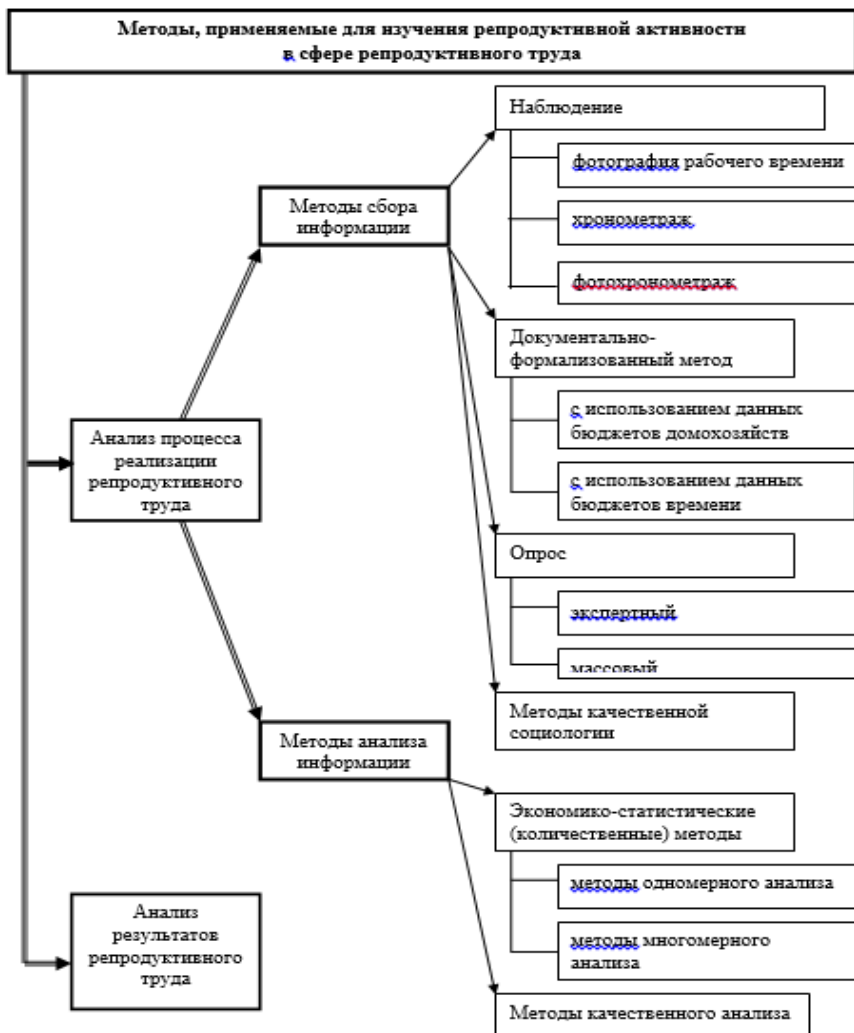 Методы, применяемые для изучения репродуктивной активности
в сфере репродуктивного труда
Наблюдение
фотография рабочего времени
Методы сбора
информации
хронометраж
фотохронометраж
Документально-
формализованный метод
с использованием данных
бюджетов домохозяйств
Анализ процесса
реализации
репродуктивного
труда
с использованием данных
бюджетов времени
Опрос
экспертный
массовый
Методы качественной
социологии
Методы анализа
информации
Экономико-статистические
(количественные) методы
методы одномерного анализа
Анализ
результатов
репродуктивного
труда
методы многомерного
анализа
Методы качественного анализа